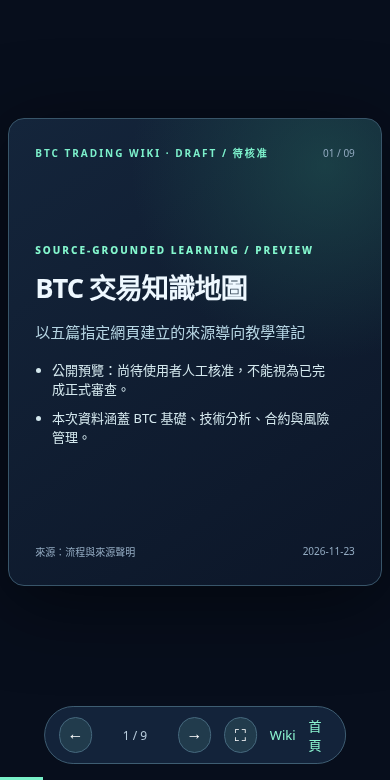 BTC TRADING WIKI · DRAFT / 待核准
01 / 09
SOURCE-GROUNDED LEARNING / PREVIEW
BTC 交易知識地圖
以五篇指定網頁建立的來源導向教學筆記
• 公開預覽：尚待使用者人工核准，不能視為已完
成正式審查。
• 本次資料涵蓋 BTC 基礎、技術分析、合約與風險
管理。
來源：流程與來源聲明
2026-11-23
← 1 / 9 → ⛶ Wiki 首
頁